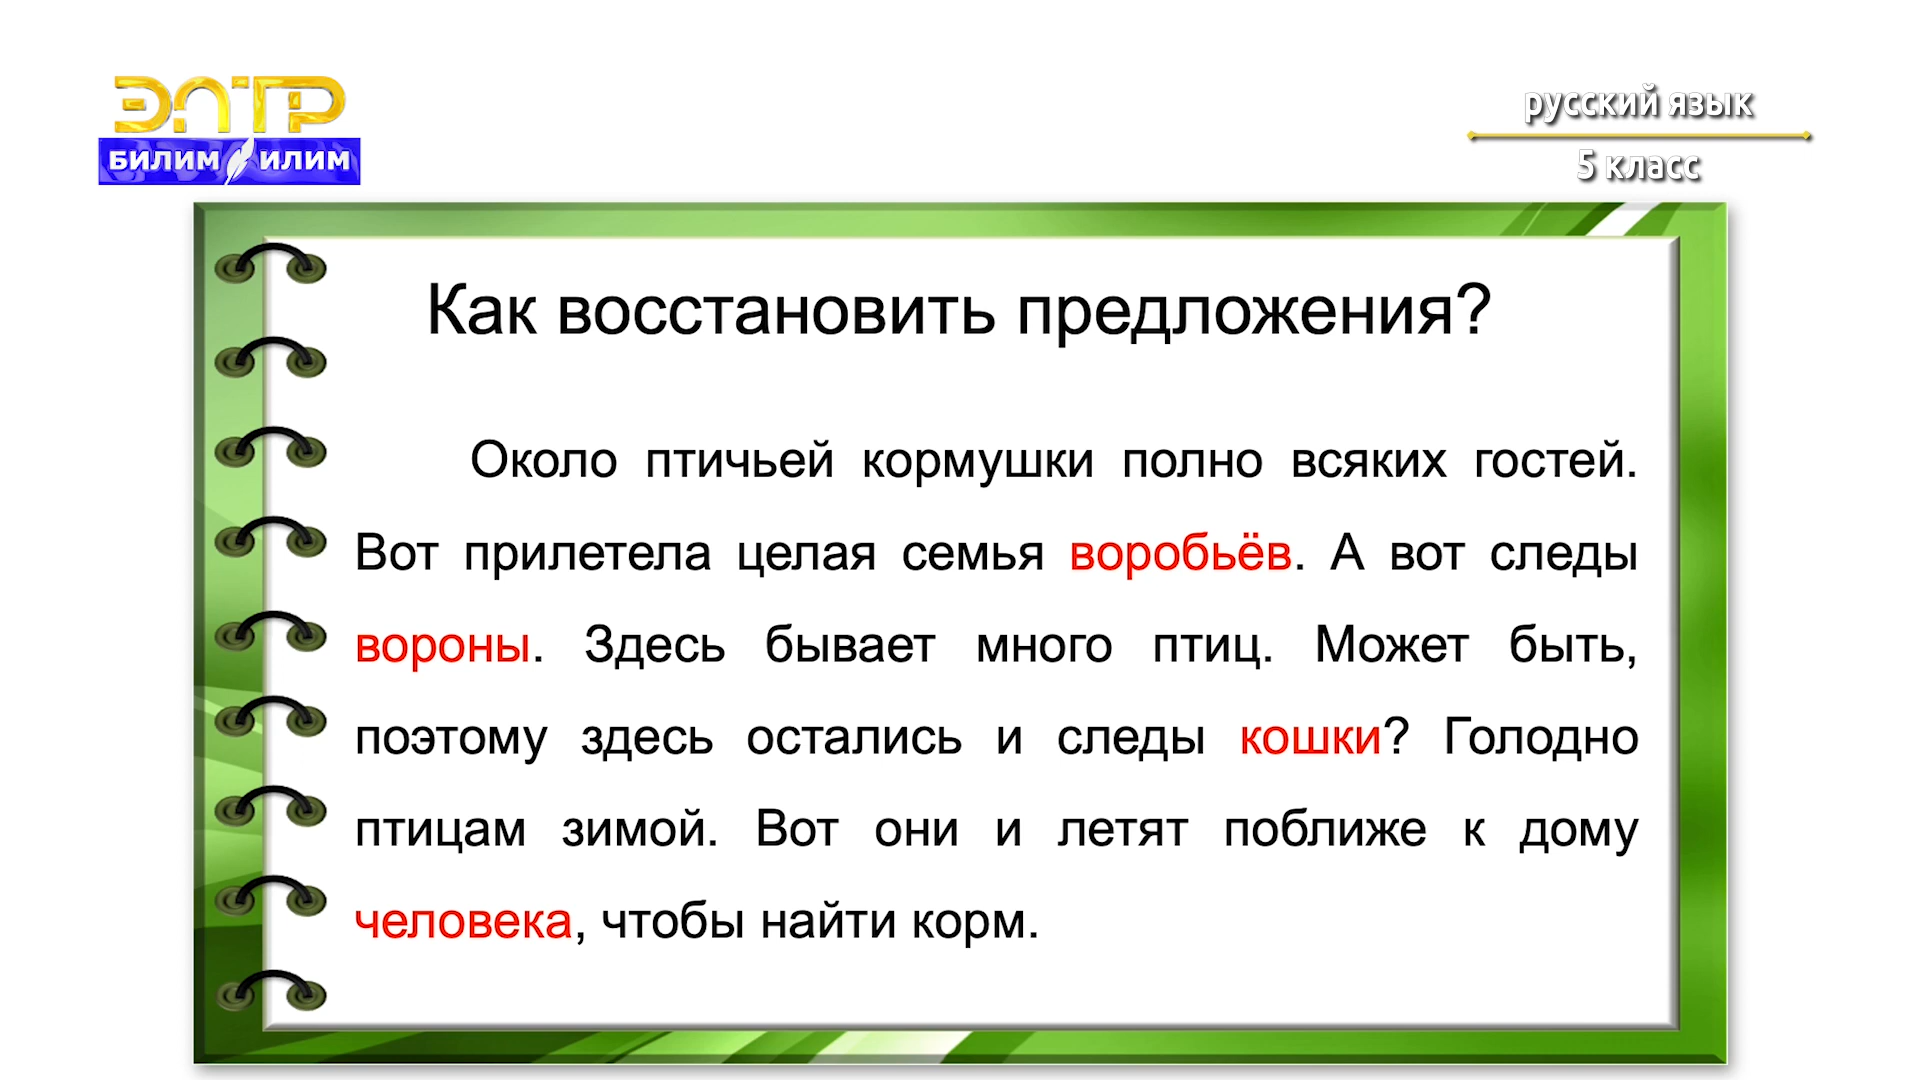 ЭЛТР
БИЛИМ ИЛИМ
русский язык
5 класс
Как восстановить предложения?
Около птичьей кормушки полно всяких гостей.
Вот прилетела целая семья воробьёв. А вот следы
вороны. Здесь бывает много птиц. Может быть,
поэтому здесь остались и следы кошки? Голодно
птицам зимой. Вот они и летят поближе к дому
человека, чтобы найти корм.